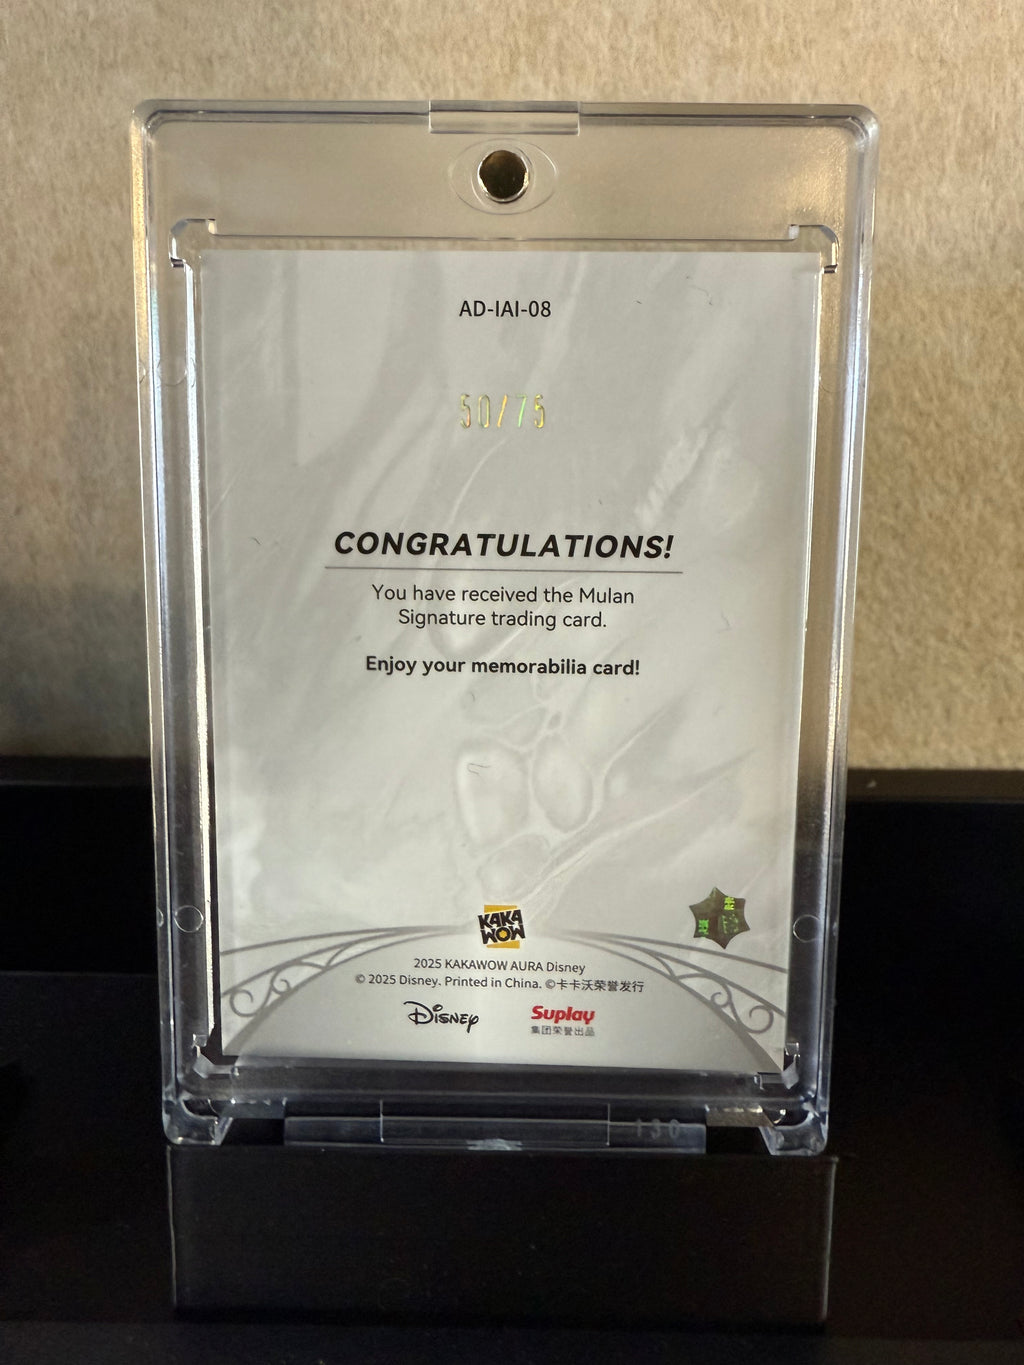 AD-IAI-08
50/75
CONGRATULATIONS!
You have received the Mulan
Signature trading card.
Enjoy your memorabilia card!
KAKA
WOW
2025 KAKAWOW AURA Disney
© 2025 Disney. Printed in China. ©卡卡沃荣誉发行
Disney
Suplay
集团荣誉出品
130